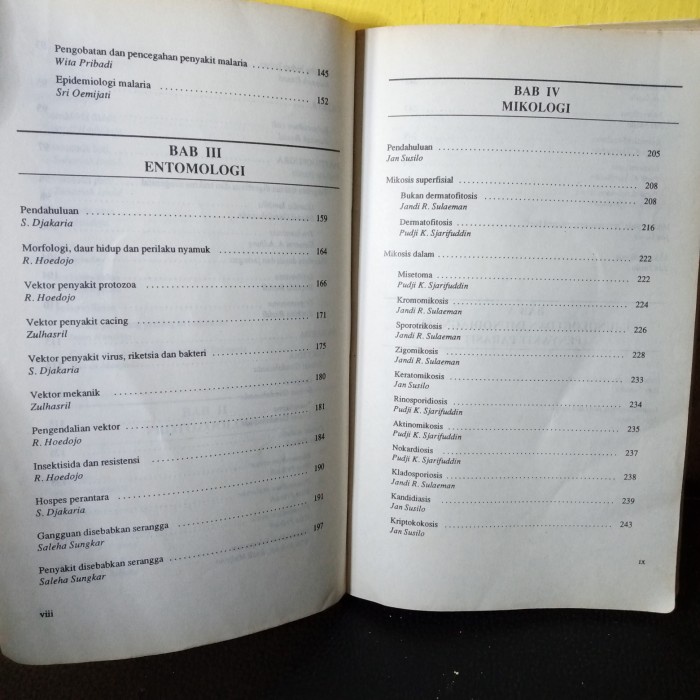 Pengobatan dan pencegahan penyakit malaria ............ 145
Wita Pribadi
Epidemiologi malaria ............ 152
Sri Oemijati
BAB III
ENTOMOLOGI
Pendahuluan ............ 159
S. Djakaria
Morfologi, daur hidup dan perilaku nyamuk ............ 164
R. Hoedojo
Vektor penyakit protozoa ............ 166
R. Hoedojo
Vektor penyakit cacing ............ 171
Zulhasril
Vektor penyakit virus, riketsia dan bakteri ............ 175
S. Djakaria
Vektor mekanik ............ 180
Zulhasril
Pengendalian vektor ............ 181
R. Hoedojo
Insektisida dan resistensi ............ 184
R. Hoedojo
Hospes perantara ............ 190
S. Djakaria
Gangguan disebabkan serangga ............ 191
Saleha Sungkar
Penyakit disebabkan serangga ............ 197
Saleha Sungkar
viii
BAB IV
MIKOLOGI
Pendahuluan ............ 205
Jan Susilo
Mikosis superfisial ............ 208
Bukan dermatofitosis ............ 208
Jandi R. Sulaeman
Dermatofitosis ............ 216
Pudji K. Sjarifuddin
Mikosis dalam ............ 222
Misetoma ............ 222
Pudji K. Sjarifuddin
Kromomikosis ............ 224
Jandi R. Sulaeman
Sporotrikosis ............ 226
Jandi R. Sulaeman
Zigomikosis ............ 228
Jandi R. Sulaeman
Keratomikosis ............ 233
Jan Susilo
Rinosporidiosis ............ 234
Pudji K. Sjarifuddin
Aktinomikosis ............ 235
Pudji K. Sjarifuddin
Nokardiosis ............ 237
Pudji K. Sjarifuddin
Kladosporiosis ............ 238
Jandi R. Sulaeman
Kandidiasis ............ 239
Jan Susilo
Kriptokokosis ............ 243
Jan Susilo
ix